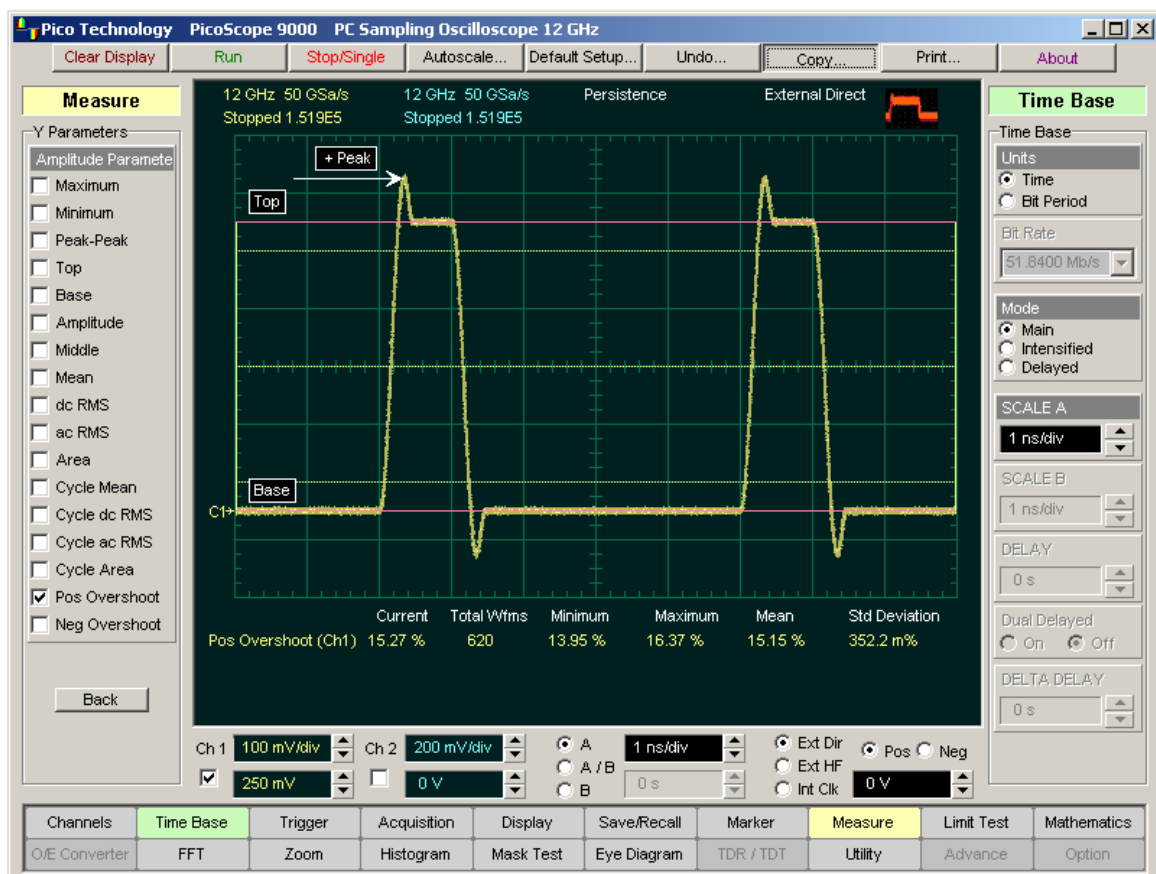 Pico Technology PicoScope 9000 PC Sampling Oscilloscope 12 GHz
Clear Display Run Stop/Single Autoscale... Default Setup... Undo... Copy... Print... About
Measure
Y Parameters
Amplitude Paramete
Maximum
Minimum
Peak-Peak
Top
Base
Amplitude
Middle
Mean
dc RMS
ac RMS
Area
Cycle Mean
Cycle dc RMS
Cycle ac RMS
Cycle Area
Pos Overshoot
Neg Overshoot
Back
12 GHz 50 GSa/s 12 GHz 50 GSa/s Persistence External Direct
Stopped 1.519E5 Stopped 1.519E5
+ Peak
Top
Base
C1
Current Total Wfms Minimum Maximum Mean Std Deviation
Pos Overshoot (Ch1) 15.27 % 620 13.95 % 16.37 % 15.15 % 352.2 m%
Time Base
Time Base
Units
Time
Bit Period
Bit Rate
51.8400 Mb/s
Mode
Main
Intensified
Delayed
SCALE A
1 ns/div
SCALE B
1 ns/div
DELAY
0 s
Dual Delayed
On Off
DELTA DELAY
0 s
Ch 1 100 mV/div Ch 2 200 mV/div A 1 ns/div Ext Dir Pos Neg
A / B Ext HF
250 mV 0 V B 0 s Int Clk 0 V
Channels Time Base Trigger Acquisition Display Save/Recall Marker Measure Limit Test Mathematics
O/E Converter FFT Zoom Histogram Mask Test Eye Diagram TDR / TDT Utility Advance Option